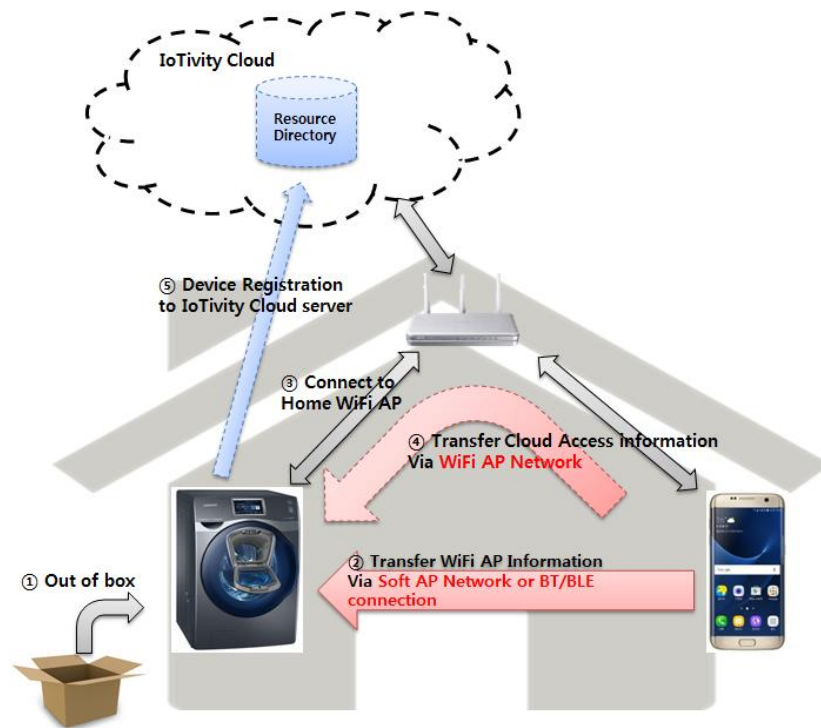 IoTivity Cloud
Resource
Directory
⑤ Device Registration
to IoTivity Cloud server
③ Connect to
Home WiFi AP
④ Transfer Cloud Access information
Via WiFi AP Network
② Transfer WiFi AP Information
Via Soft AP Network or BT/BLE
connection
① Out of box